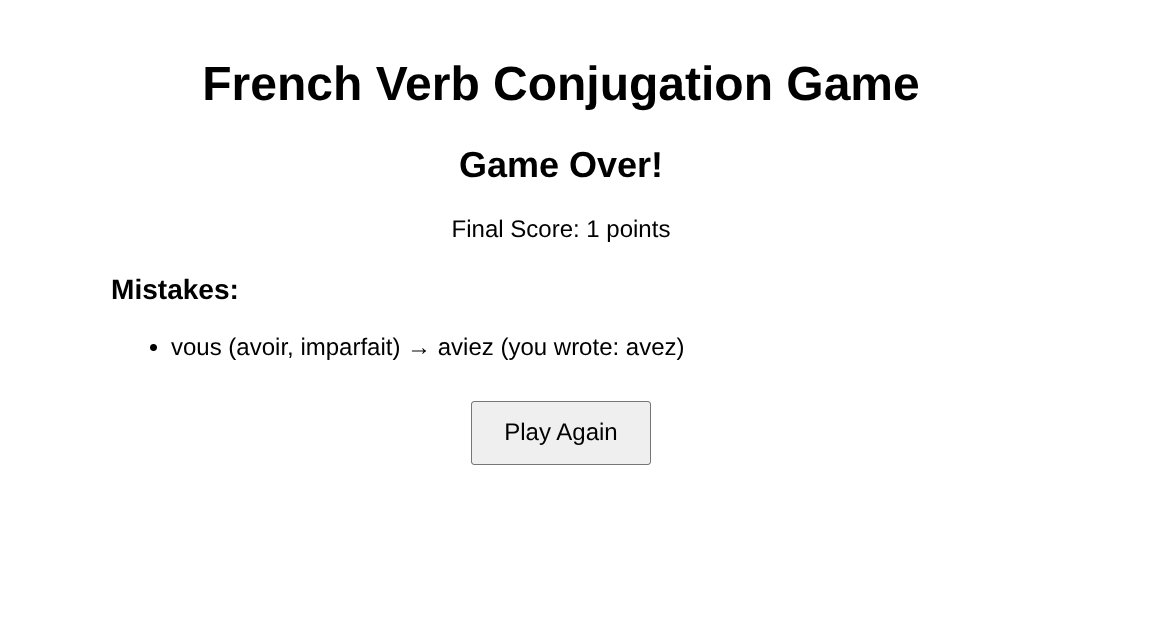 French Verb Conjugation Game
Game Over!
Final Score: 1 points
Mistakes:
• vous (avoir, imparfait) → aviez (you wrote: avez)
Play Again